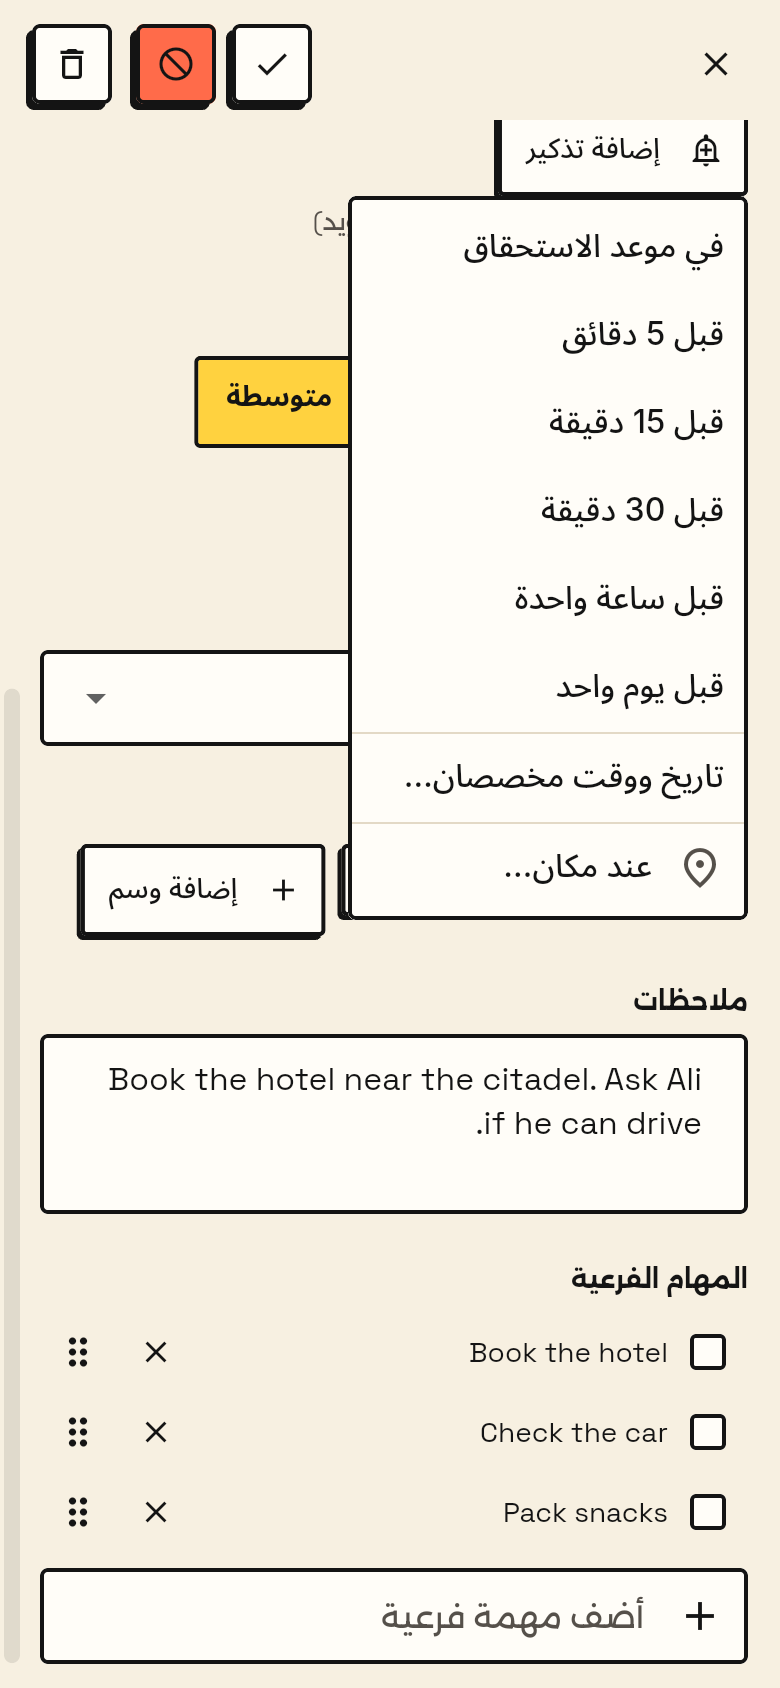 إضافة تذكير
في موعد الاستحقاق
قبل 5 دقائق
قبل 15 دقيقة
قبل 30 دقيقة
قبل ساعة واحدة
قبل يوم واحد
تاريخ ووقت مخصصان...
عند مكان...
متوسطة
إضافة وسم
ملاحظات
Book the hotel near the citadel. Ask Ali
if he can drive.
المهام الفرعية
Book the hotel
Check the car
Pack snacks
أضف مهمة فرعية